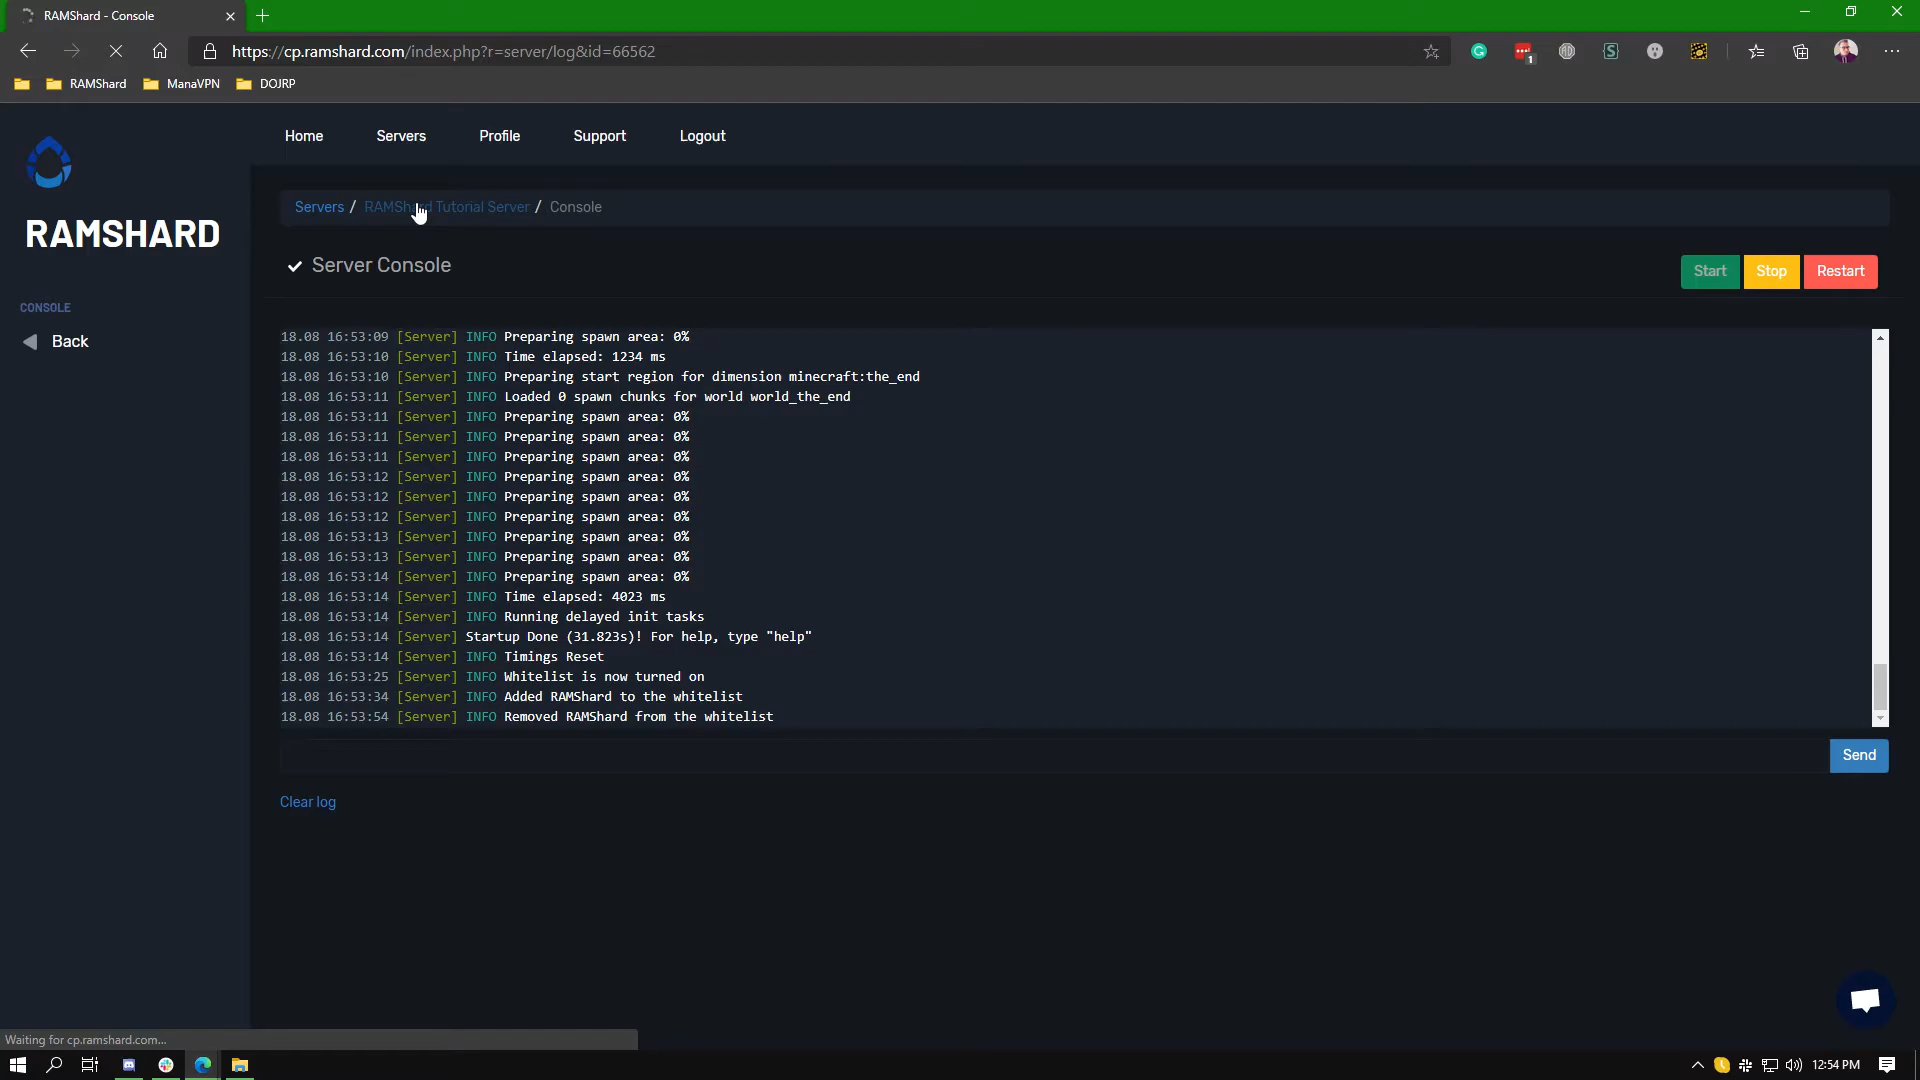 RAMShard - Console
https://cp.ramshard.com/index.php?r=server/log&id=66562
1
RAMShard ManaVPN DOJRP
Home Servers Profile Support Logout
RAMSHARD
Servers / RAMShard Tutorial Server / Console
Server Console
Start Stop Restart
CONSOLE
Back
18.08 16:53:09 [Server] INFO Preparing spawn area: 0%
18.08 16:53:10 [Server] INFO Time elapsed: 1234 ms
18.08 16:53:10 [Server] INFO Preparing start region for dimension minecraft:the_end
18.08 16:53:11 [Server] INFO Loaded 0 spawn chunks for world world_the_end
18.08 16:53:11 [Server] INFO Preparing spawn area: 0%
18.08 16:53:11 [Server] INFO Preparing spawn area: 0%
18.08 16:53:11 [Server] INFO Preparing spawn area: 0%
18.08 16:53:12 [Server] INFO Preparing spawn area: 0%
18.08 16:53:12 [Server] INFO Preparing spawn area: 0%
18.08 16:53:12 [Server] INFO Preparing spawn area: 0%
18.08 16:53:13 [Server] INFO Preparing spawn area: 0%
18.08 16:53:13 [Server] INFO Preparing spawn area: 0%
18.08 16:53:14 [Server] INFO Preparing spawn area: 0%
18.08 16:53:14 [Server] INFO Time elapsed: 4023 ms
18.08 16:53:14 [Server] INFO Running delayed init tasks
18.08 16:53:14 [Server] Startup Done (31.823s)! For help, type "help"
18.08 16:53:14 [Server] INFO Timings Reset
18.08 16:53:25 [Server] INFO Whitelist is now turned on
18.08 16:53:34 [Server] INFO Added RAMShard to the whitelist
18.08 16:53:54 [Server] INFO Removed RAMShard from the whitelist
Send
Clear log
Waiting for cp.ramshard.com...
12:54 PM